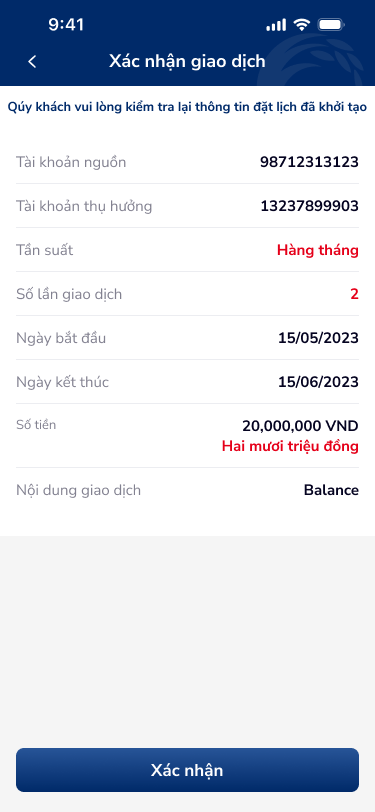 9:41
Xác nhận giao dịch
Qúy khách vui lòng kiểm tra lại thông tin đặt lịch đã khởi tạo
Tài khoản nguồn 98712313123
Tài khoản thụ hưởng 13237899903
Tần suất Hàng tháng
Số lần giao dịch 2
Ngày bắt đầu 15/05/2023
Ngày kết thúc 15/06/2023
Số tiền 20,000,000 VND
Hai mươi triệu đồng
Nội dung giao dịch Balance
Xác nhận